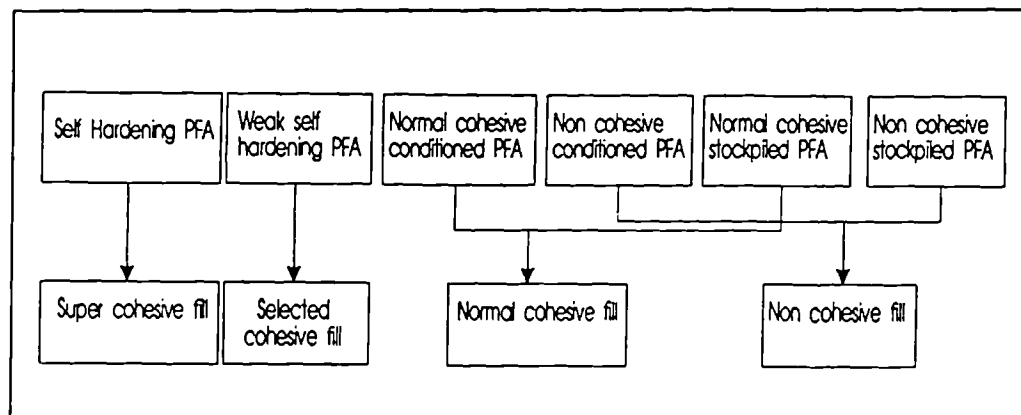 Self Hardening PFA
Weak self
hardening PFA
Normal cohesive
conditioned PFA
Non cohesive
conditioned PFA
Normal cohesive
stockpiled PFA
Non cohesive
stockpiled PFA
Super cohesive fill
Selected
cohesive fill
Normal cohesive fill
Non cohesive fill